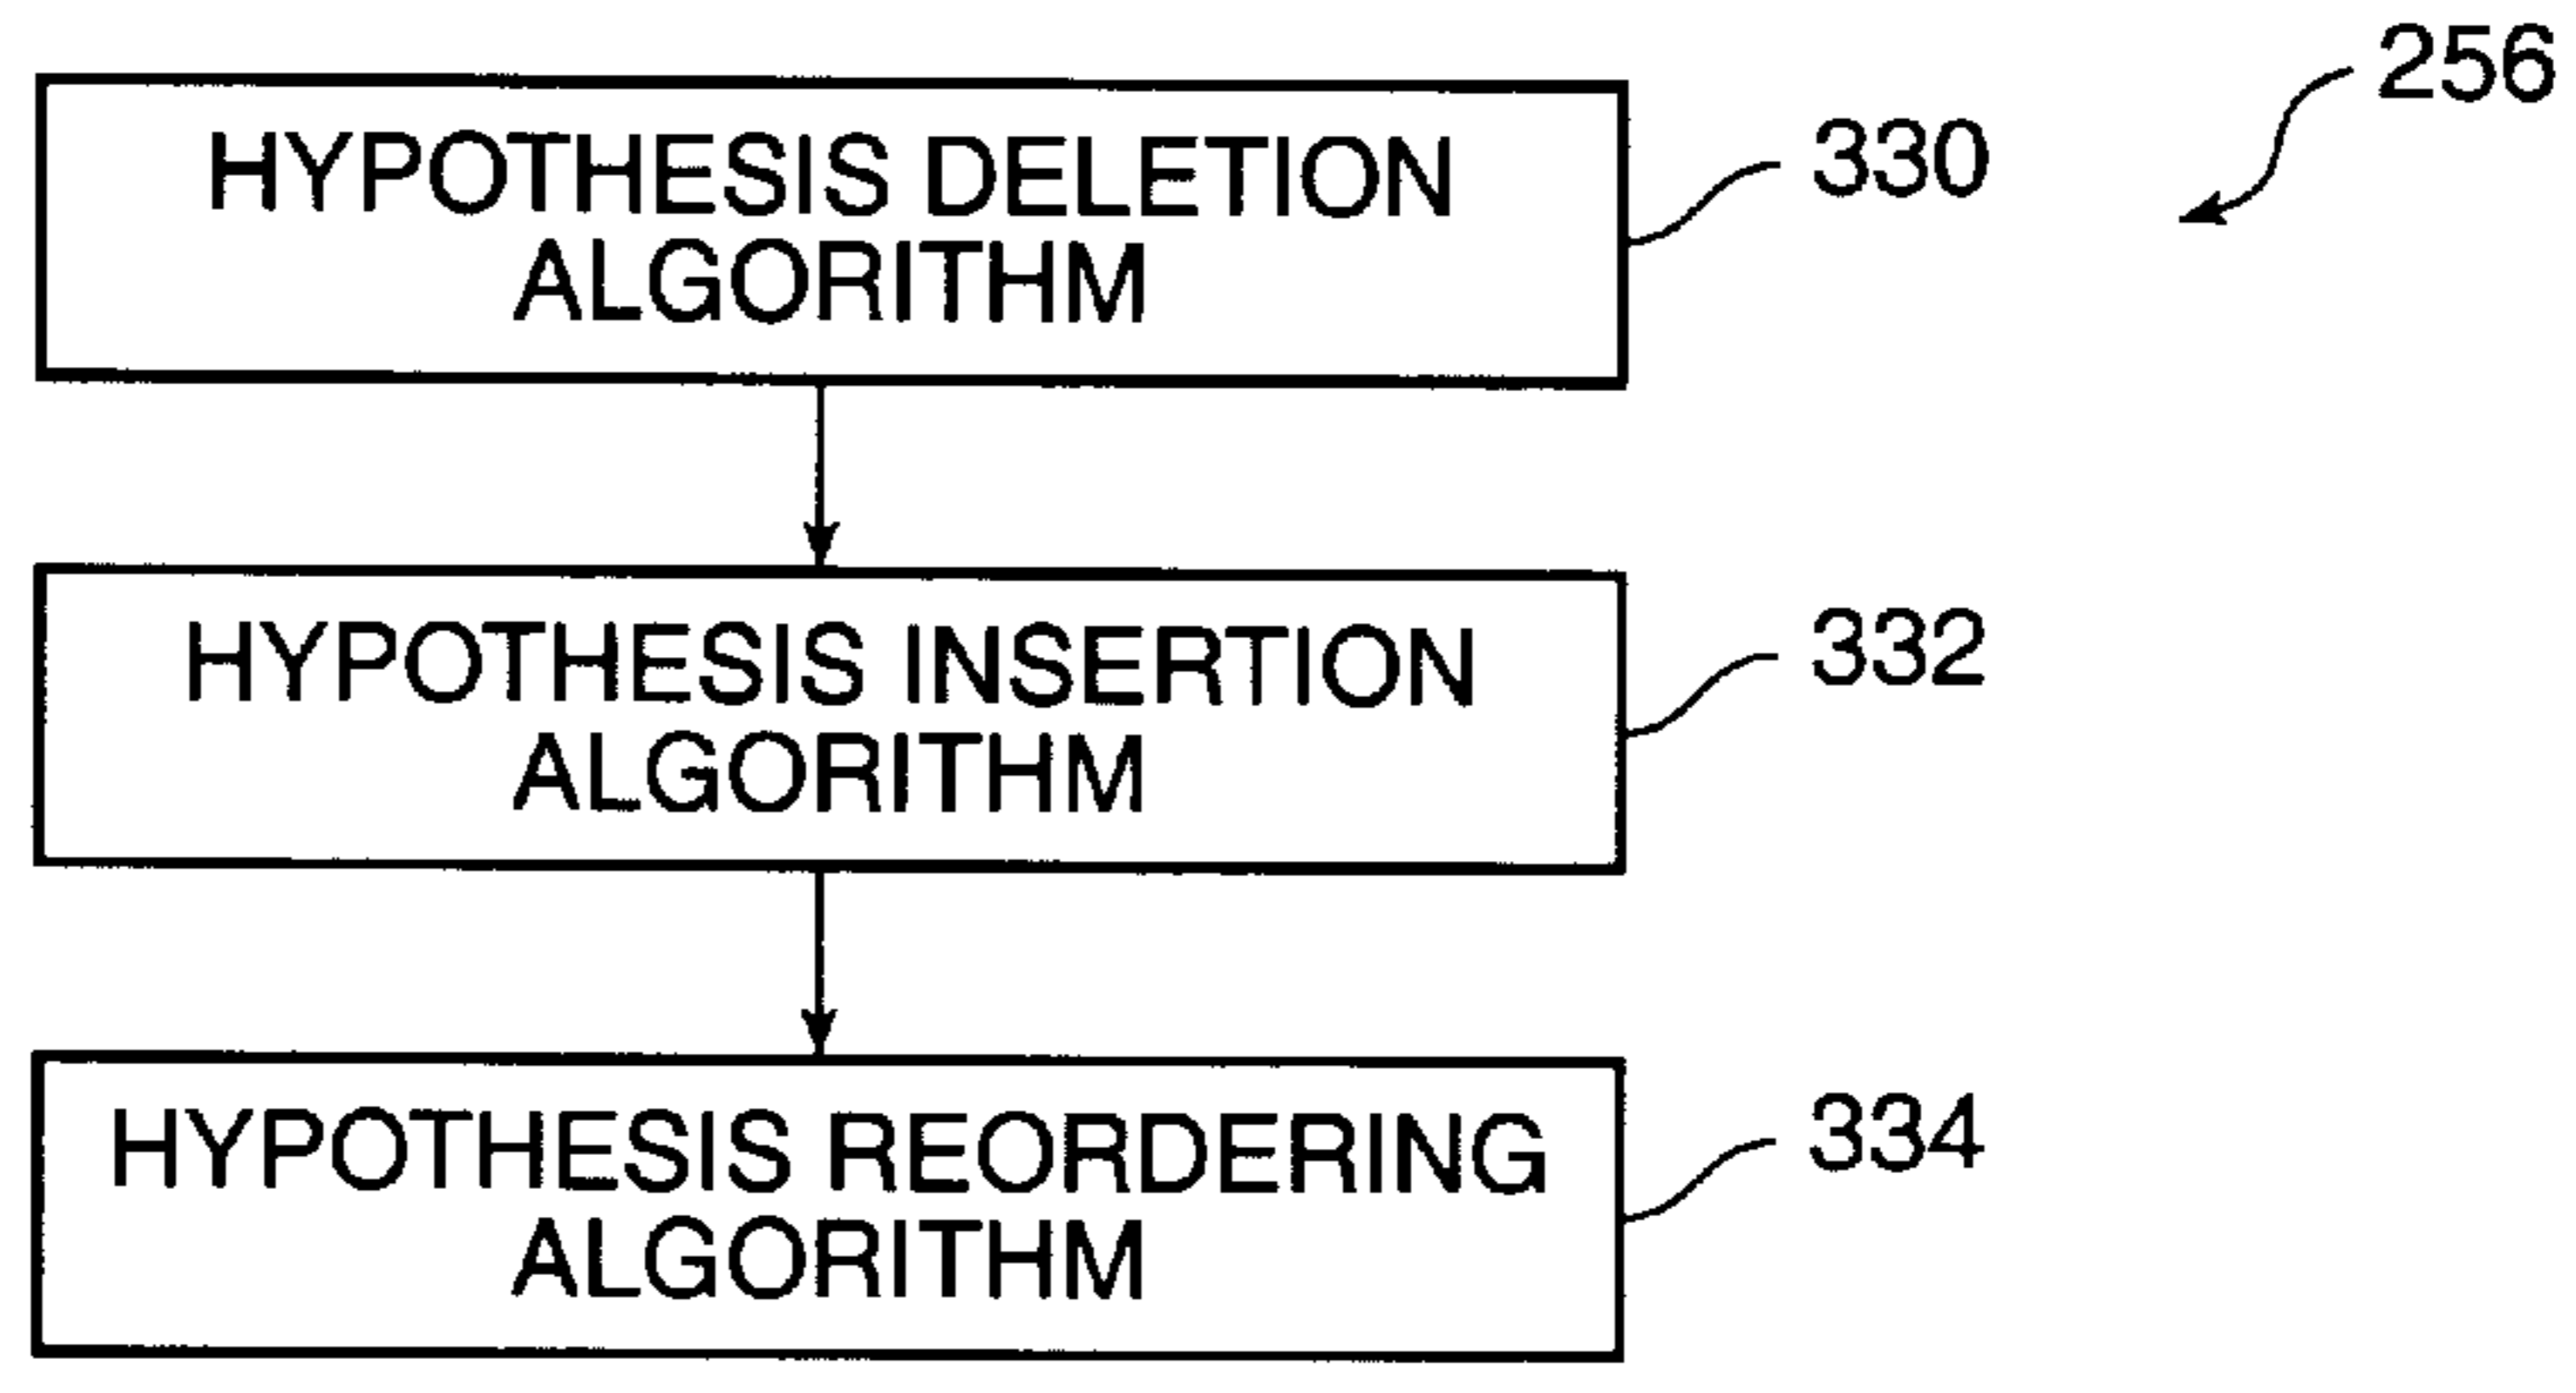 256
HYPOTHESIS DELETION
ALGORITHM
330
HYPOTHESIS INSERTION
ALGORITHM
332
HYPOTHESIS REORDERING
ALGORITHM
334